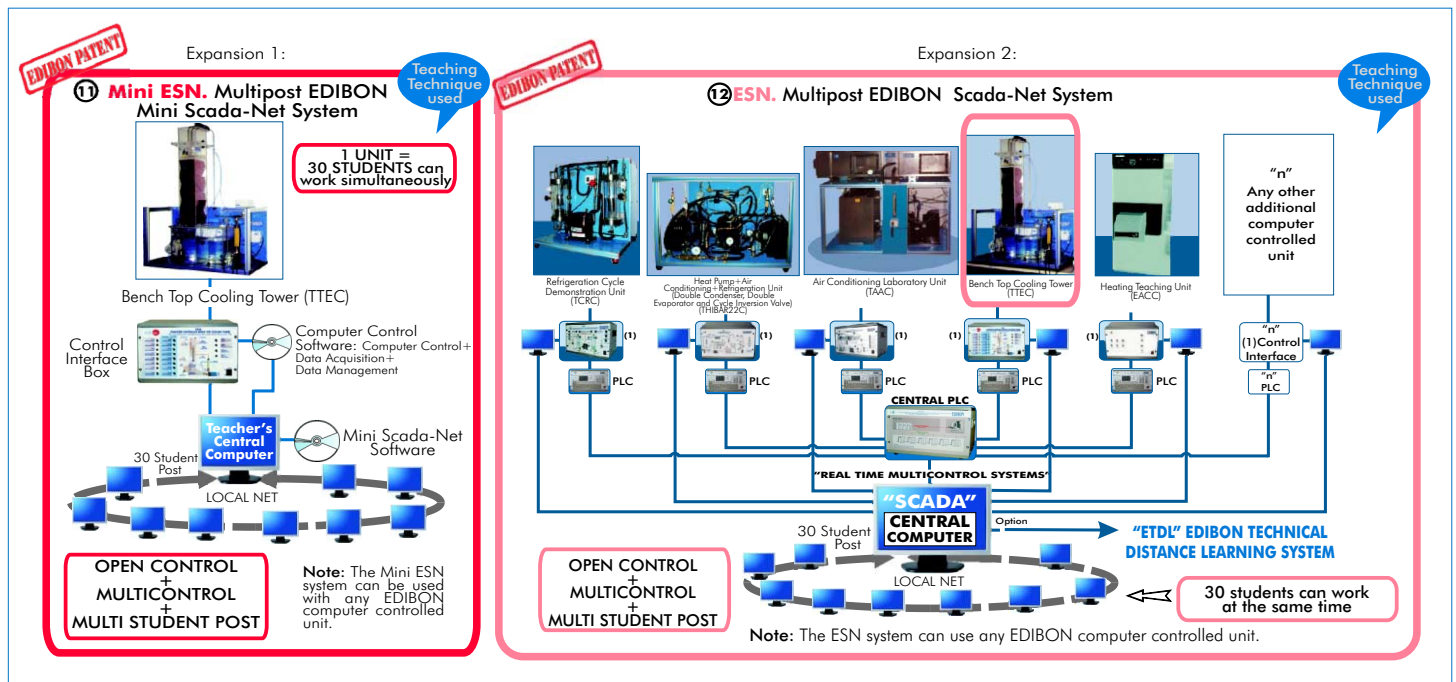 Expansion 1:
EDIBON PATENT
Teaching
Technique
used
11 Mini ESN. Multipost EDIBON
Mini Scada-Net System
1 UNIT =
30 STUDENTS can
work simultaneously
Bench Top Cooling Tower (TTEC)
Control
Interface
Box
Computer Control
Software: Computer Control+
Data Acquisition+
Data Management
Teacher's
Central
Computer
Mini Scada-Net
Software
30 Student
Post
LOCAL NET
OPEN CONTROL
+
MULTICONTROL
+
MULTI STUDENT POST
Note: The Mini ESN
system can be used
with any EDIBON
computer controlled
unit.
Expansion 2:
EDIBON PATENT
Teaching
Technique
used
12 ESN. Multipost EDIBON Scada-Net System
Refrigeration Cycle
Demonstration Unit
(TCRC)
Heat Pump+Air
Conditioning+Refrigeration Unit
(Double Condenser, Double
Evaporator and Cycle Inversion Valve)
(THIBAR22C)
Air Conditioning Laboratory Unit
(TAAC)
Bench Top Cooling Tower
(TTEC)
Heating Teaching Unit
(EACC)
"n"
Any other
additional
computer
controlled
unit
(1)
(1)
(1)
(1)
(1)
"n"
(1)Control
Interface
PLC
PLC
PLC
PLC
PLC
"n"
PLC
CENTRAL PLC
"REAL TIME MULTICONTROL SYSTEMS"
"SCADA"
CENTRAL
COMPUTER
Option
"ETDL" EDIBON TECHNICAL
DISTANCE LEARNING SYSTEM
30 Student
Post
LOCAL NET
OPEN CONTROL
+
MULTICONTROL
+
MULTI STUDENT POST
30 students can work
at the same time
Note: The ESN system can use any EDIBON computer controlled unit.